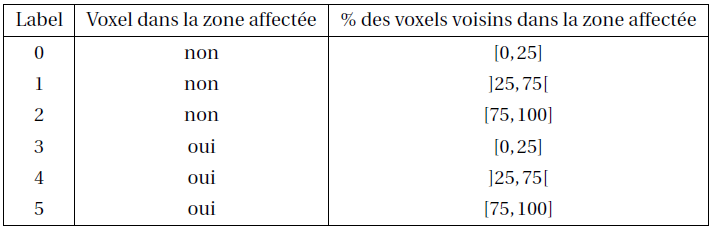 Label Voxel dans la zone affectée % des voxels voisins dans la zone affectée
0 non [0,25]
1 non ]25,75[
2 non [75,100]
3 oui [0,25]
4 oui ]25,75[
5 oui [75,100]